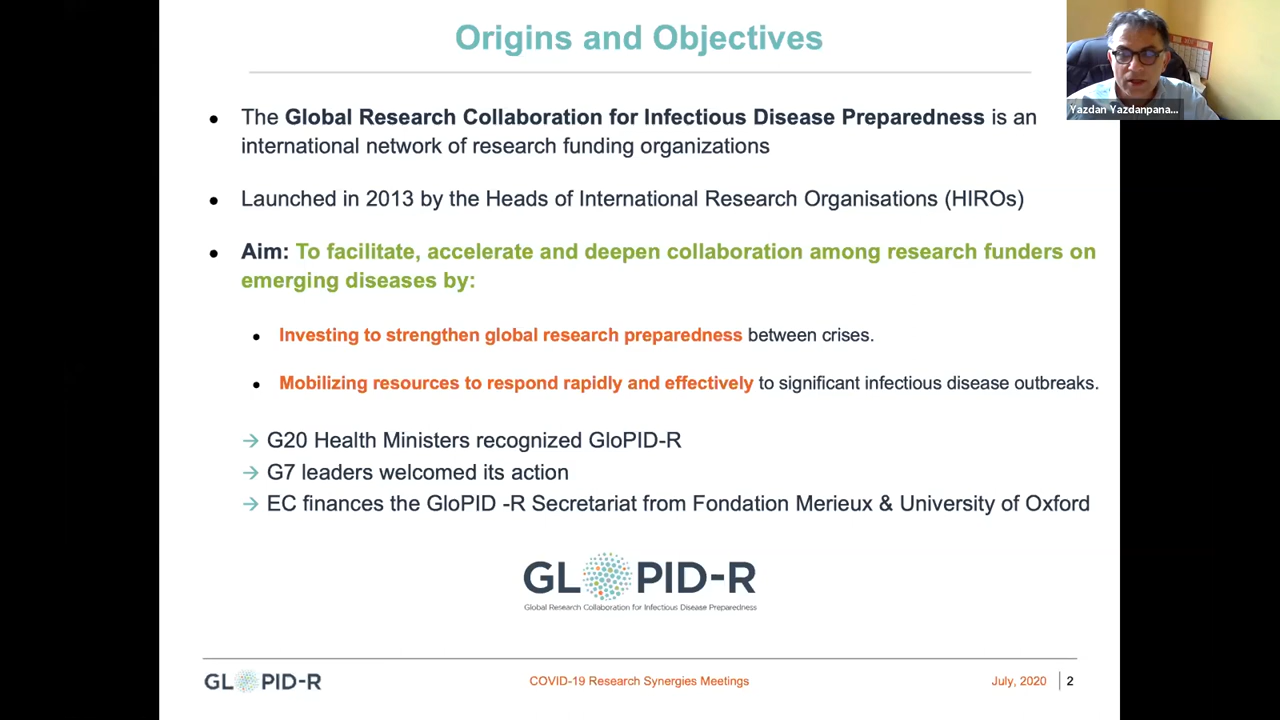 Origins and Objectives
Yazdan Yazdanpana...
• The Global Research Collaboration for Infectious Disease Preparedness is an
international network of research funding organizations
• Launched in 2013 by the Heads of International Research Organisations (HIROs)
• Aim: To facilitate, accelerate and deepen collaboration among research funders on
emerging diseases by:
• Investing to strengthen global research preparedness between crises.
• Mobilizing resources to respond rapidly and effectively to significant infectious disease outbreaks.
→ G20 Health Ministers recognized GloPID-R
→ G7 leaders welcomed its action
→ EC finances the GloPID -R Secretariat from Fondation Merieux & University of Oxford
GLOPID-R
Global Research Collaboration for Infectious Disease Preparedness
GLOPID-R
COVID-19 Research Synergies Meetings
July, 2020 | 2